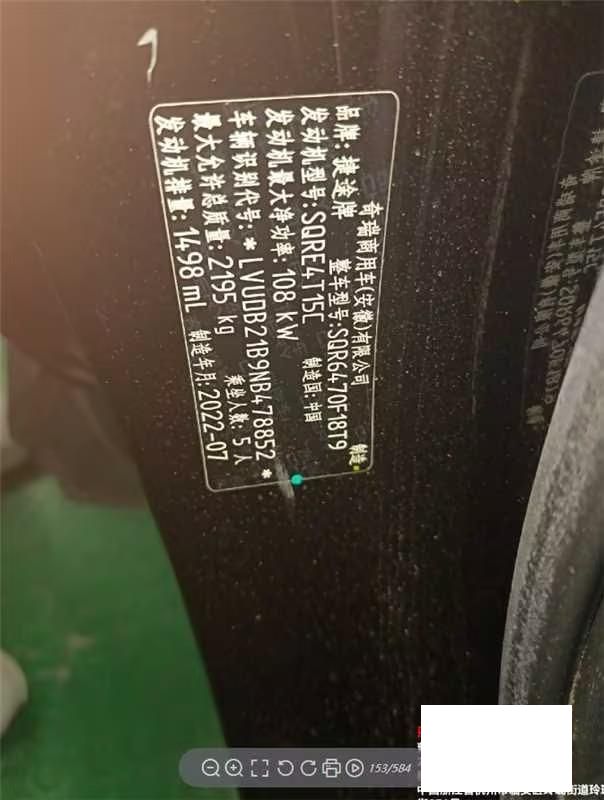 奇瑞商用车(安徽)有限公司 制造
品牌: 捷途牌 整车型号: SQR6470F18T9
发动机型号: SQRE4T15C 制造国: 中国
发动机最大净功率: 108 kW
车辆识别代号: *LVUDB21B9NB478852*
最大允许总质量: 2195 kg 乘坐人数: 5人
发动机排量: 1498 mL 制造年月: 2022-07
153/584